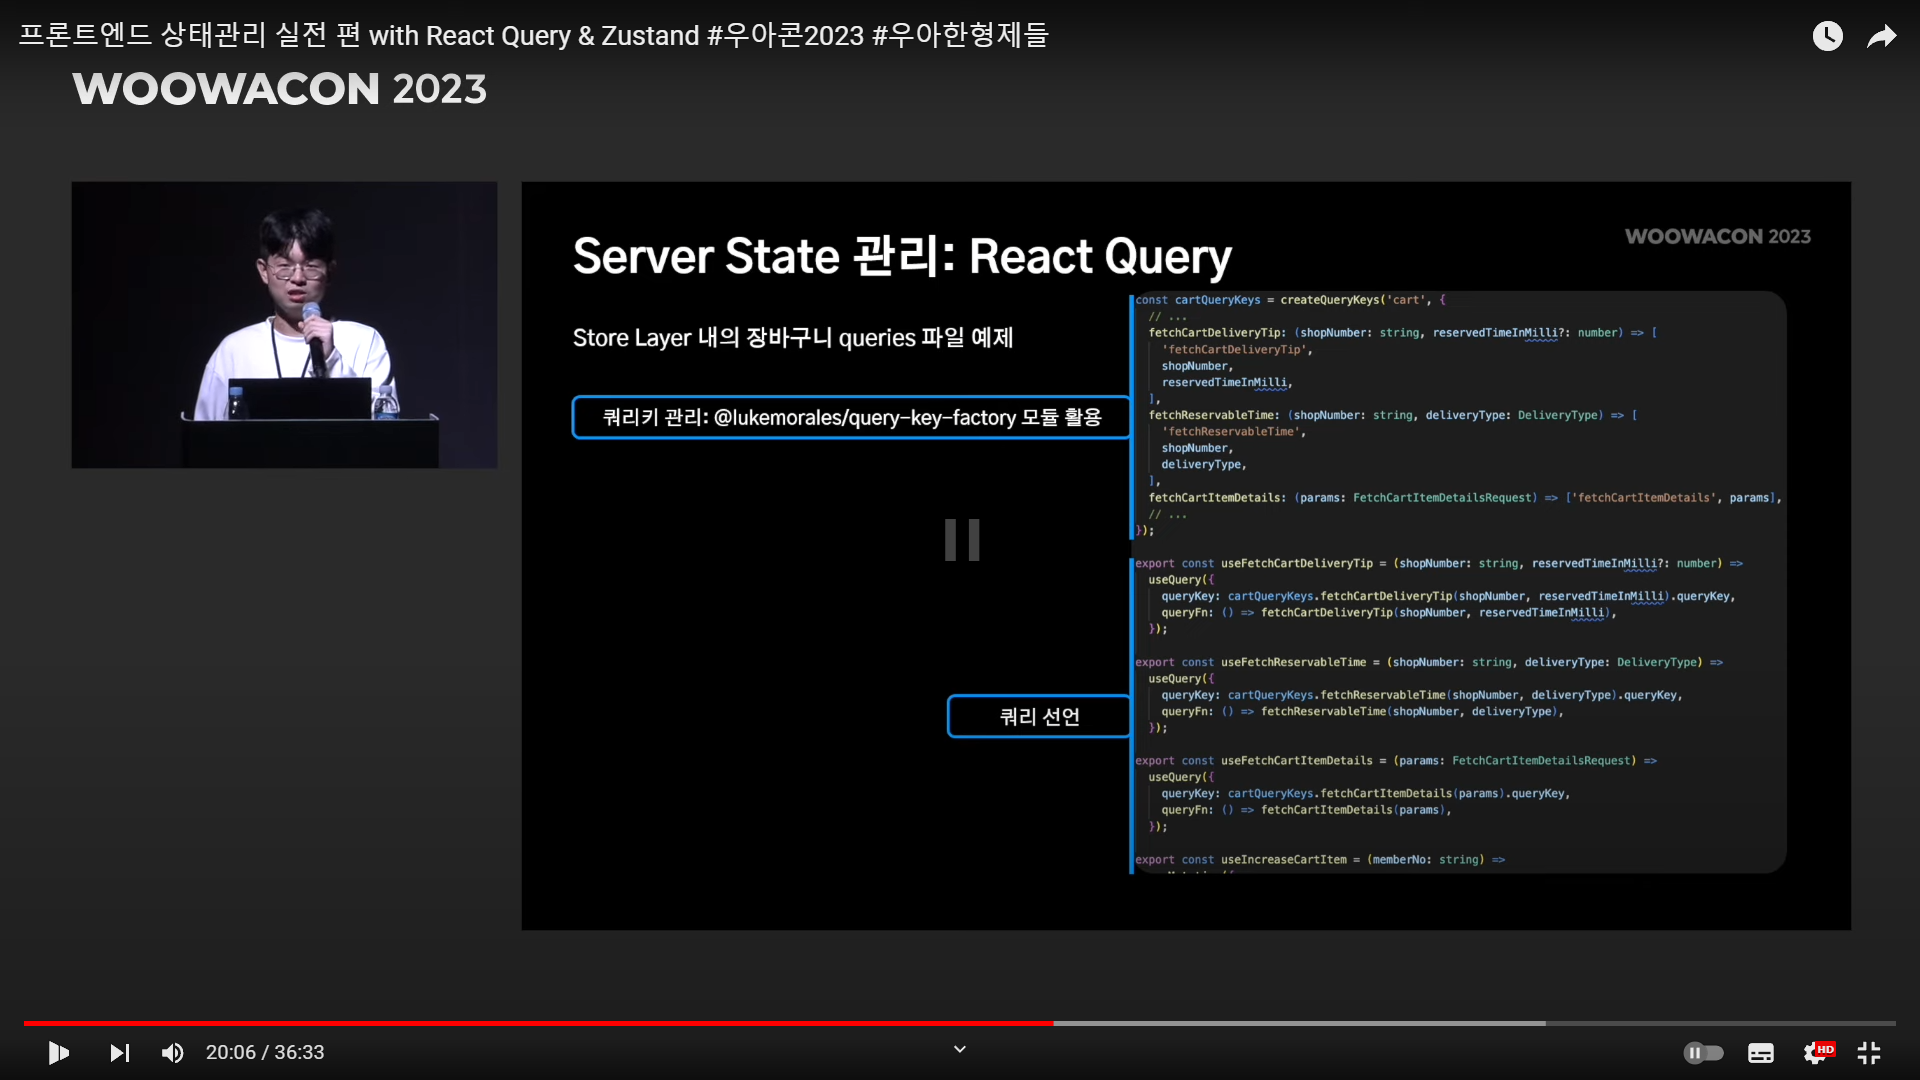 프론트엔드 상태관리 실전 편 with React Query & Zustand #우아콘2023 #우아한형제들
WOOWACON 2023
WOOWACON 2023
Server State 관리: React Query
Store Layer 내의 장바구니 queries 파일 예제
쿼리키 관리: @lukemorales/query-key-factory 모듈 활용
쿼리 선언
const cartQueryKeys = createQueryKeys('cart', {
// ...
fetchCartDeliveryTip: (shopNumber: string, reservedTimeInMilli?: number) => [
'fetchCartDeliveryTip',
shopNumber,
reservedTimeInMilli,
],
fetchReservableTime: (shopNumber: string, deliveryType: DeliveryType) => [
'fetchReservableTime',
shopNumber,
deliveryType,
],
fetchCartItemDetails: (params: FetchCartItemDetailsRequest) => ['fetchCartItemDetails', params],
// ...
});
export const useFetchCartDeliveryTip = (shopNumber: string, reservedTimeInMilli?: number) =>
useQuery({
queryKey: cartQueryKeys.fetchCartDeliveryTip(shopNumber, reservedTimeInMilli).queryKey,
queryFn: () => fetchCartDeliveryTip(shopNumber, reservedTimeInMilli),
});
export const useFetchReservableTime = (shopNumber: string, deliveryType: DeliveryType) =>
useQuery({
queryKey: cartQueryKeys.fetchReservableTime(shopNumber, deliveryType).queryKey,
queryFn: () => fetchReservableTime(shopNumber, deliveryType),
});
export const useFetchCartItemDetails = (params: FetchCartItemDetailsRequest) =>
useQuery({
queryKey: cartQueryKeys.fetchCartItemDetails(params).queryKey,
queryFn: () => fetchCartItemDetails(params),
});
export const useIncreaseCartItem = (memberNo: string) =>
20:06 / 36:33
HD